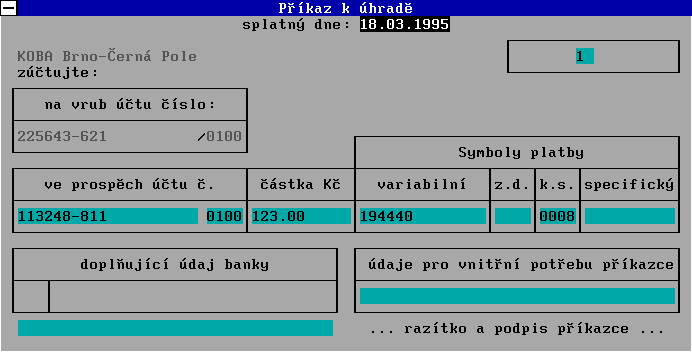 Příkaz k úhradě
splatný dne: 18.03.1995
KOBA Brno-Černá Pole
zúčtujte:
1
na vrub účtu číslo:
225643-621 /0100
Symboly platby
ve prospěch účtu č. částka Kč variabilní z.d. k.s. specifický
113248-811 0100 123.00 194440 0008
doplňující údaj banky údaje pro vnitřní potřebu příkazce
... razítko a podpis příkazce ...